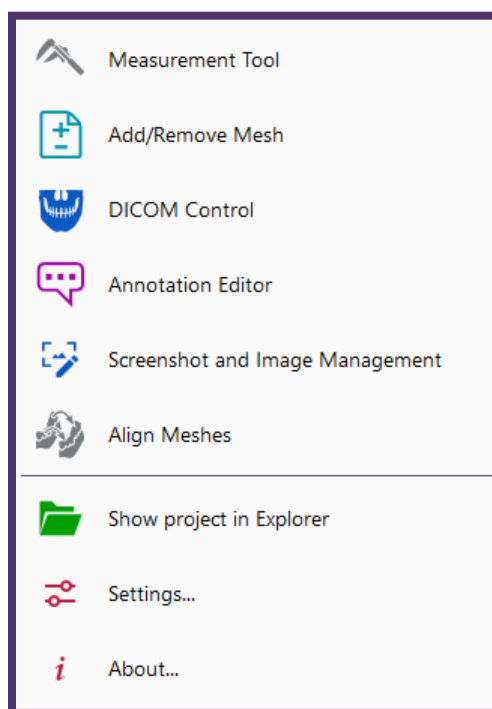 Measurement Tool
Add/Remove Mesh
DICOM Control
Annotation Editor
Screenshot and Image Management
Align Meshes
Show project in Explorer
Settings...
About...